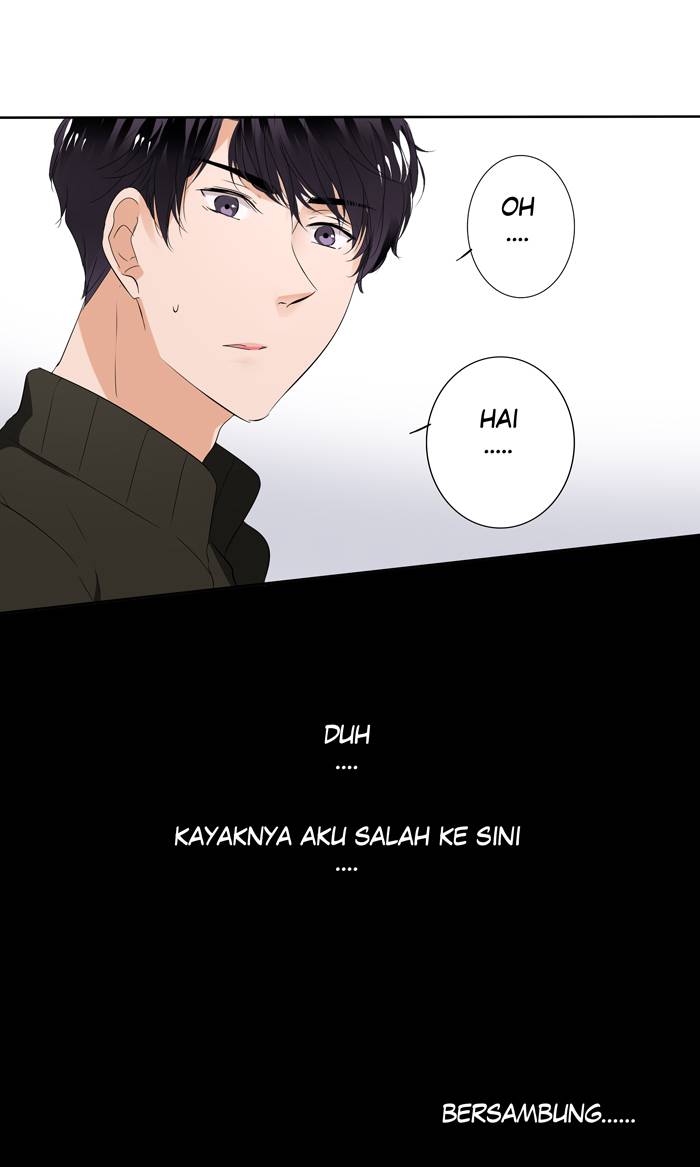 OH
....
HAI
.....
DUH
....
KAYAKNYA AKU SALAH KE SINI
....
BERSAMBUNG......